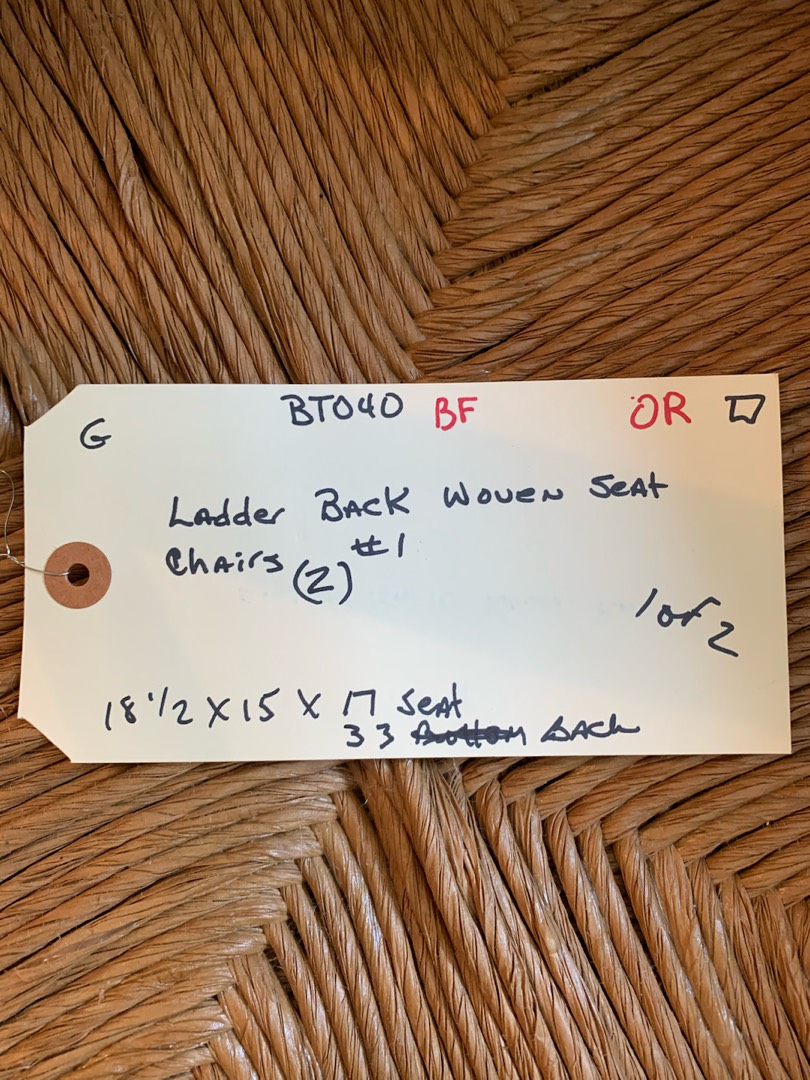 G BT040 BF OR
Ladder Back Woven Seat
Chairs (2) #1
1 of 2
18 1/2 X 15 X 17 Seat
33 Back